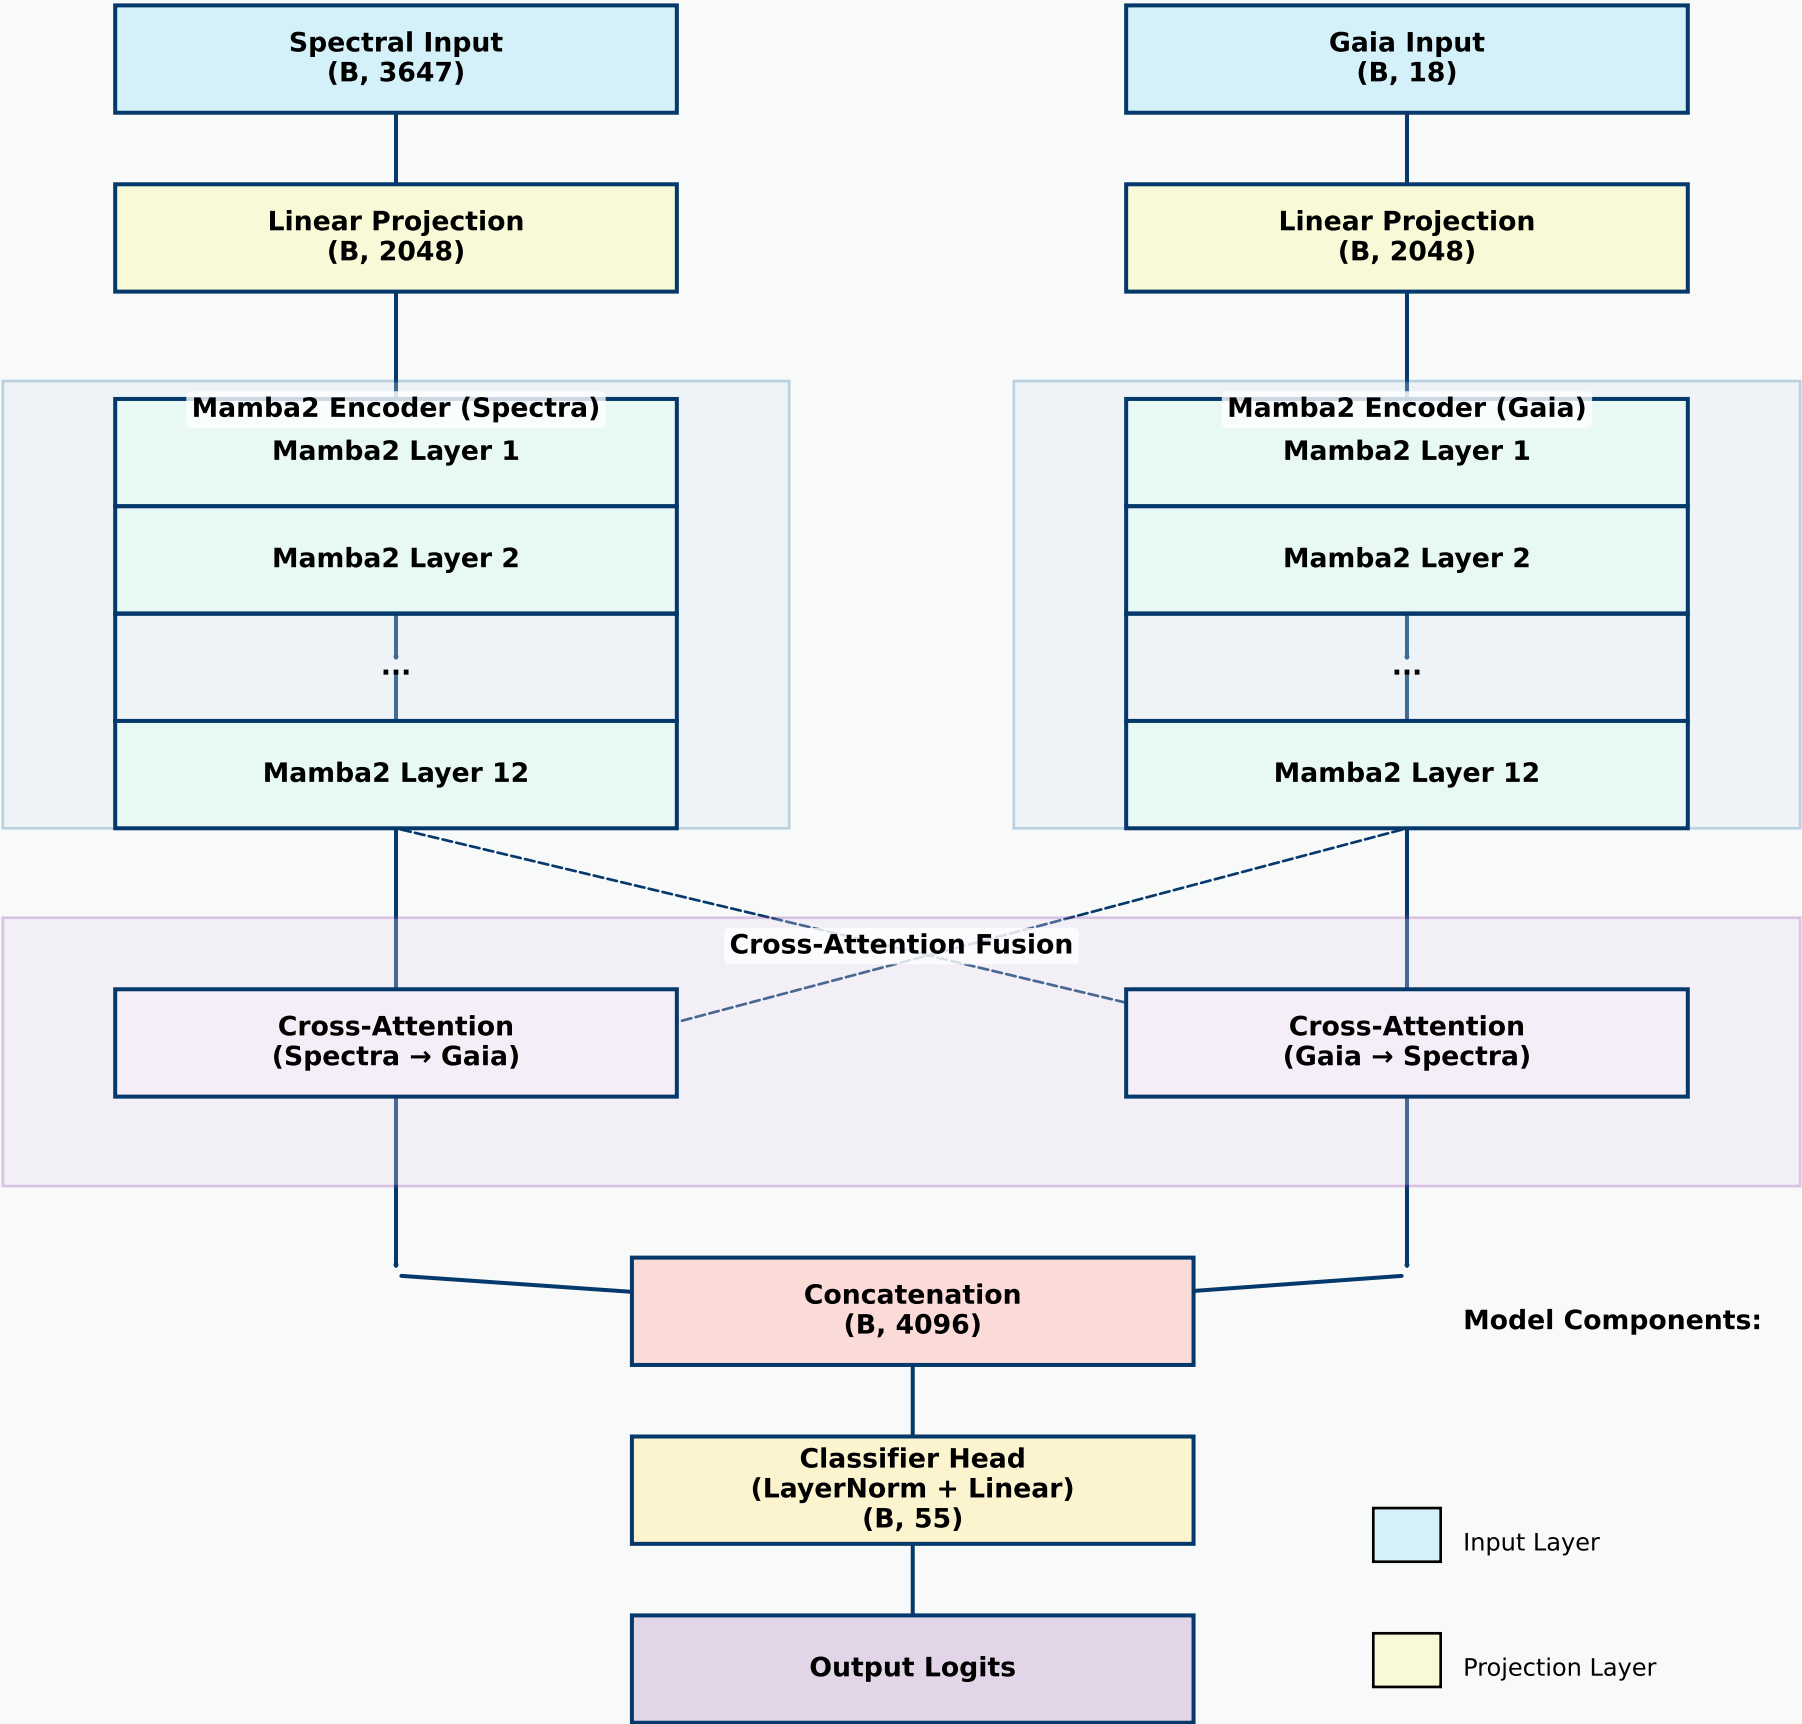 Spectral Input
(B, 3647)
Gaia Input
(B, 18)
Linear Projection
(B, 2048)
Linear Projection
(B, 2048)
Mamba2 Encoder (Spectra)
Mamba2 Layer 1
Mamba2 Layer 2
...
Mamba2 Layer 12
Mamba2 Encoder (Gaia)
Mamba2 Layer 1
Mamba2 Layer 2
...
Mamba2 Layer 12
Cross-Attention Fusion
Cross-Attention
(Spectra → Gaia)
Cross-Attention
(Gaia → Spectra)
Concatenation
(B, 4096)
Classifier Head
(LayerNorm + Linear)
(B, 55)
Output Logits
Model Components:
Input Layer
Projection Layer